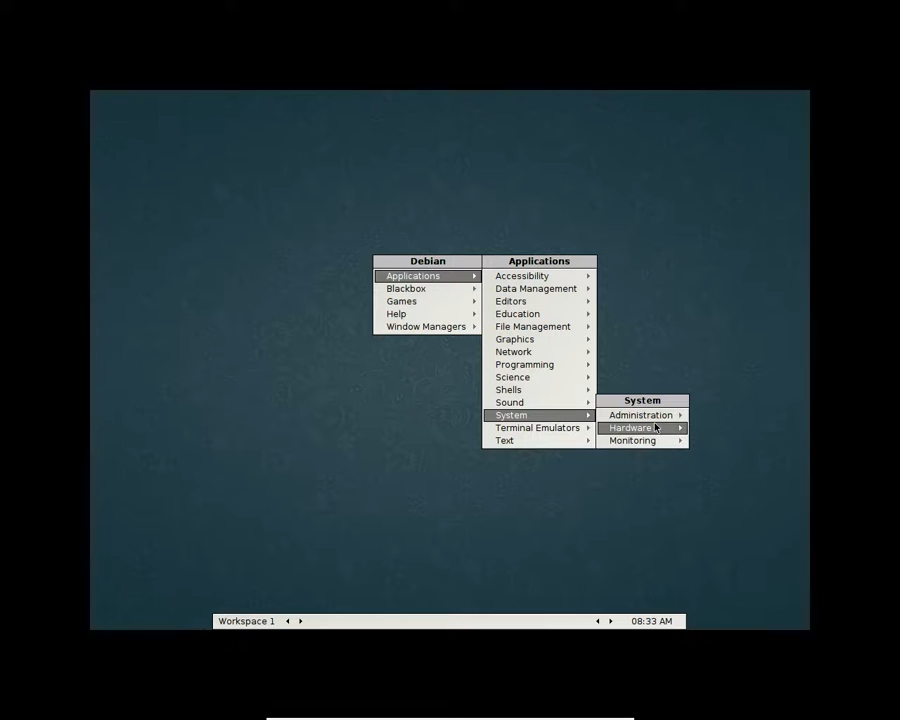 Debian
Applications
Blackbox
Games
Help
Window Managers
Applications
Accessibility
Data Management
Editors
Education
File Management
Graphics
Network
Programming
Science
Shells
Sound
System
Terminal Emulators
Text
System
Administration
Hardware
Monitoring
Workspace 1
08:33 AM